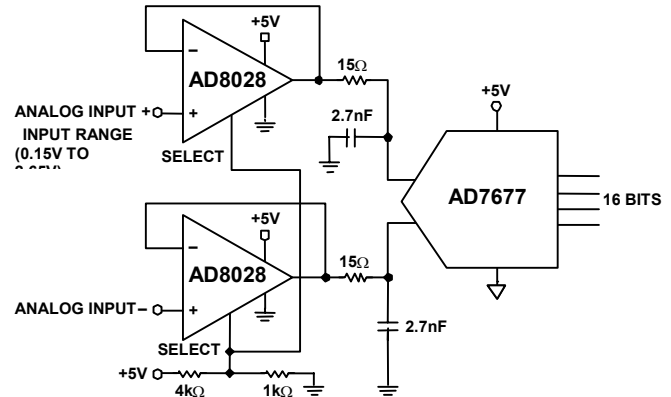 +5V
−
AD8028
15Ω
ANALOG INPUT +
+
INPUT RANGE
(0.15V TO
2.7nF
SELECT
+5V
AD7677
16 BITS
+5V
−
AD8028
15Ω
ANALOG INPUT−
+
2.7nF
SELECT
+5V
4kΩ
1kΩ